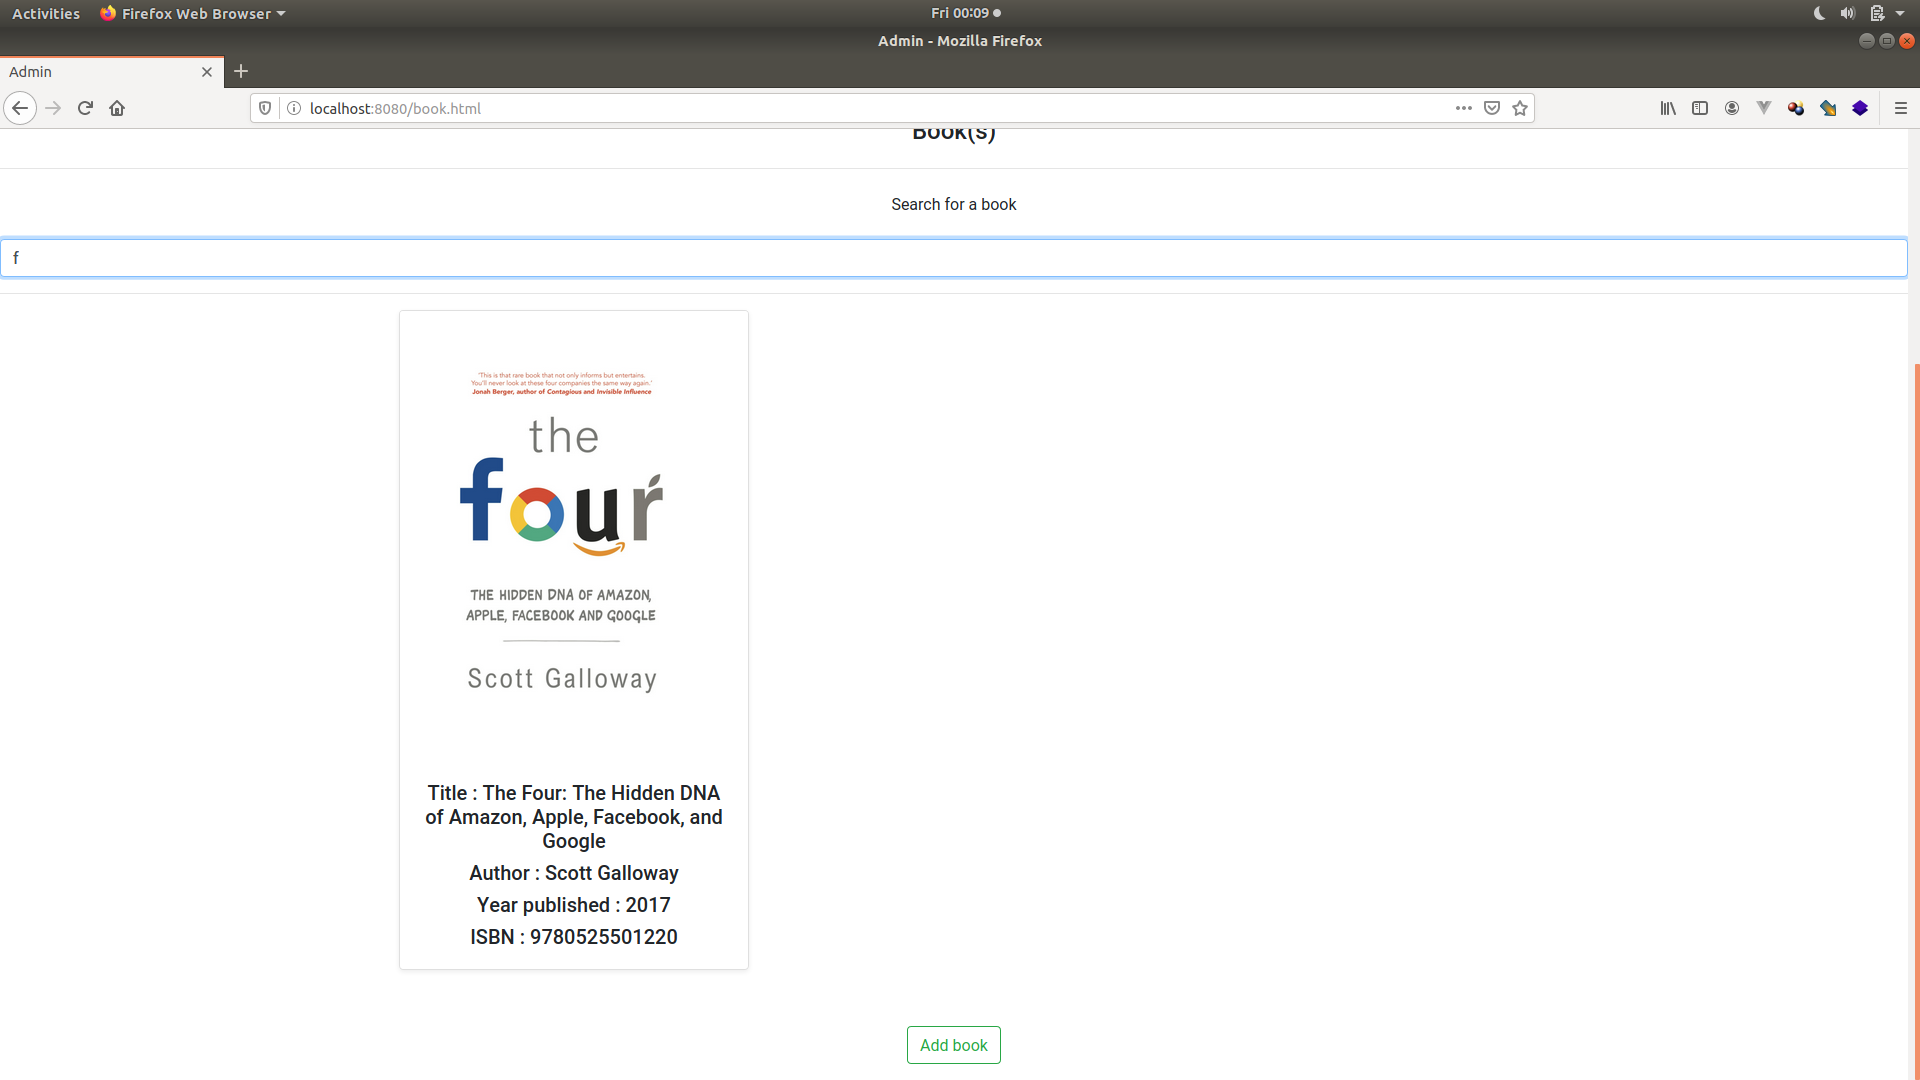 Activities Firefox Web Browser Fri 00:09
Admin - Mozilla Firefox
Admin
localhost:8080/book.html
Book(s)
Search for a book
f
'This is that rare book that not only informs but entertains.
You'll never look at these four companies the same way again.'
Jonah Berger, author of Contagious and Invisible Influence
the
four
THE HIDDEN DNA OF AMAZON,
APPLE, FACEBOOK AND GOOGLE
Scott Galloway
Title : The Four: The Hidden DNA
of Amazon, Apple, Facebook, and
Google
Author : Scott Galloway
Year published : 2017
ISBN : 9780525501220
Add book